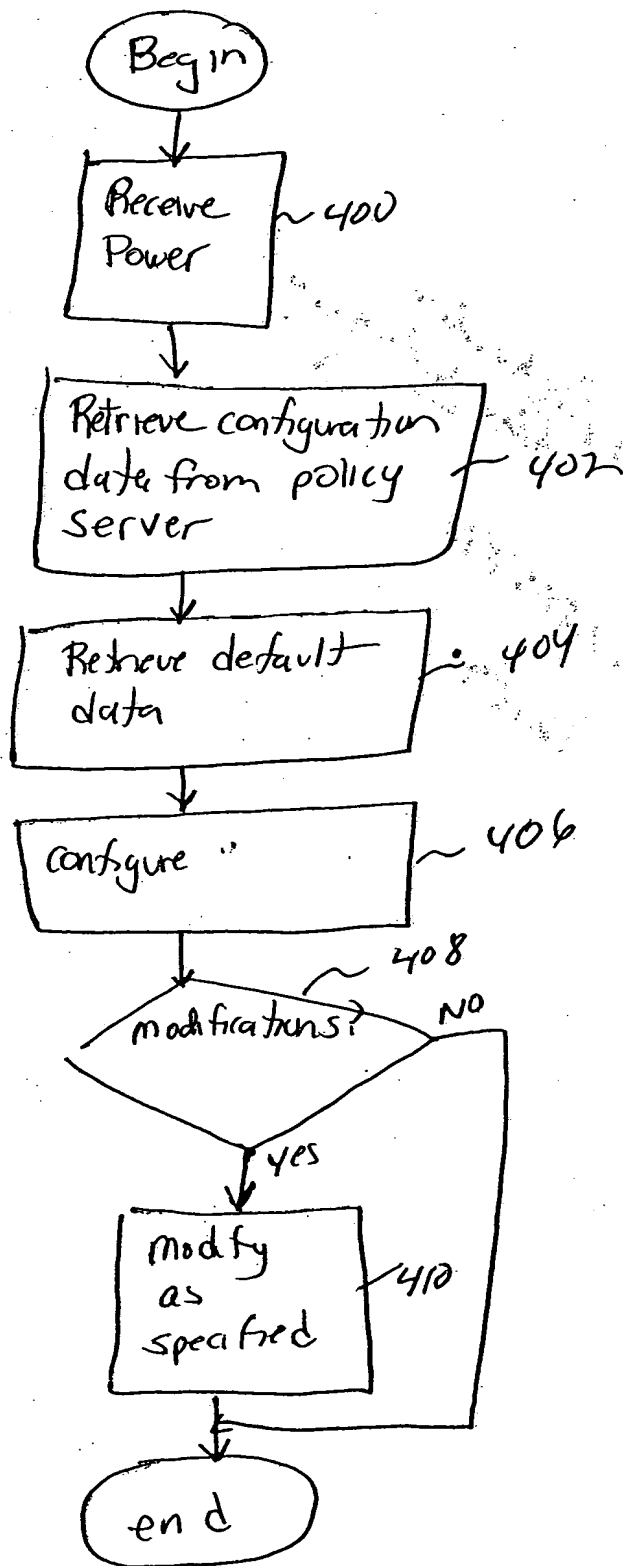 Begin
Receive
Power
400
Retrieve configuration
data from policy
server
402
Retrieve default
data
404
configure
406
408
modifications?
NO
yes
modify
as
specified
410
end